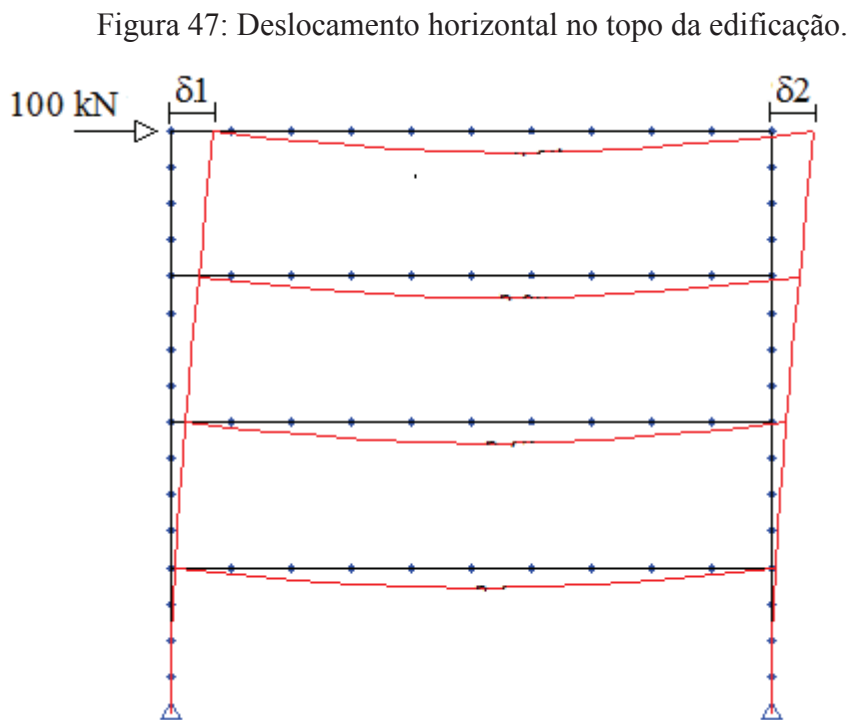 Figura 47: Deslocamento horizontal no topo da edificação.
δ1
δ2
100 kN